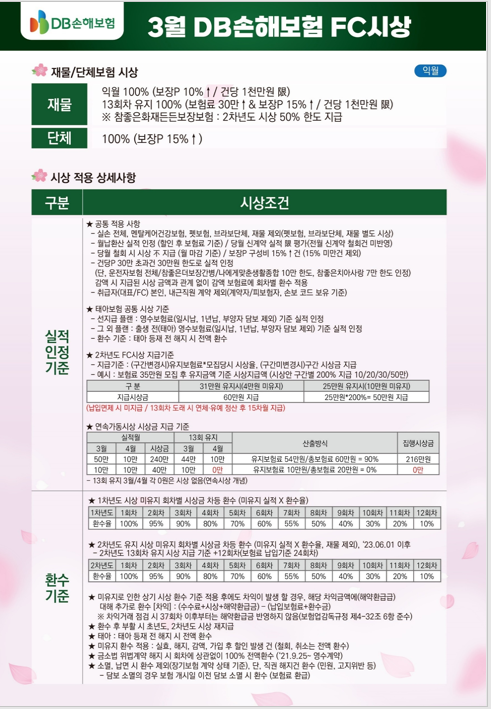 DB손해보험 3월 DB손해보험 FC시상
재물/단체보험 시상
익월
재물
익월 100% (보장P 10%↑/ 건당 1천만원 限)
13회차 유지 100% (보험료 30만↑& 보장P 15%↑/ 건당 1천만원 限)
※ 참좋은화재든든보장보험 : 2차년도 시상 50% 한도 지급
단체
100% (보장P 15%↑)
시상 적용 상세사항
구분 시상조건
실적 인정 기준
★ 공통 적용 사항
- 실손 전체, 멘탈케어건강보험, 펫보험, 브라보단체, 재물 제외(펫보험, 브라보단체, 재물 별도 시상)
- 월납환산 실적 인정 (할인 후 보험료 기준) / 당월 신계약 실적 限 평가(전월 신계약 철회건 미반영)
- 당월 철회 시 시상 不 지급 (월 마감 기준) / 보장P 구성비 15%↑건 (15% 미만건 제외)
- 건당P 30만 초과건 30만원 한도로 실적 인정
(단, 운전자보험 전체/참좋은더보장간병/나에게맞춘생활종합 10만 한도, 참좋은치아사랑 7만 한도 인정)
감액 시 지급된 시상 금액과 관계 없이 감액 보험료에 회차별 환수 적용
- 취급자(대표/FC) 본인, 내근직원 계약 제외(계약자/피보험자, 손보 코드 보유 기준)
★ 태아보험 공통 시상 기준
- 선지급 플랜 : 영수보험료(일시납, 1년납, 부양자 담보 제외) 기준 실적 인정
- 그 외 플랜 : 출생 전(태아) 영수보험료(일시납, 1년납, 부양자 담보 제외) 기준 실적 인정
- 환수 기준 : 태아 등재 전 해지 시 전액 환수
★ 2차년도 FC시상 지급기준
- 지급기준 : (구간변경시)유지보험료*모집당시 시상율, (구간미변경시)구간 시상금 지급
- 예시 : 보험료 35만원 모집 후 유지금액 기준 시상지급액 (시상안 구간별 200% 지급 10/20/30/50만)
구 분 31만원 유지시(4만원 미유지) 25만원 유지시(10만원 미유지)
지급시상금 60만원 지급 25만원*200%= 50만원 지급
(납입면제 시 미지급 / 13회차 도래 시 연체·유예 정산 후 15차월 지급)
★ 연속가동시상 시상금 지급 기준
실적월 13회 유지 산출방식 집행시상금
3월 4월 시상금 3월 4월
50만 10만 240만 44만 10만 유지보험료 54만원/총보험료 60만원 = 90% 216만원
10만 10만 40만 10만 0만 유지보험료 10만원/총보험료 20만원 = 0% 0만
- 13회 유지 3월/4월 각 0원은 시상 없음(연속시상 개념)
환수 기준
★ 1차년도 시상 미유지 회차별 시상금 차등 환수 (미유지 실적 X 환수율)
1차년도 1회차 2회차 3회차 4회차 5회차 6회차 7회차 8회차 9회차 10회차 11회차 12회차
환수율 100% 95% 90% 80% 70% 60% 55% 50% 40% 30% 20% 10%
★ 2차년도 유지 시상 미유지 회차별 시상금 차등 환수 (미유지 실적 X 환수율, 재물 제외), '23.06.01 이후
- 2차년도 13회차 유지 시상 지급 기준 +12회차(보험료 납입기준 24회차)
2차년도 1회차 2회차 3회차 4회차 5회차 6회차 7회차 8회차 9회차 10회차 11회차 12회차
환수율 100% 95% 90% 80% 70% 60% 55% 50% 40% 30% 20% 10%
★ 미유지로 인한 상기 시상 환수 기준 적용 후에도 차익이 발생 할 경우, 해당 차익금액에(해약환급금)
대해 추가로 환수 [차익] : (수수료+시상+해약환급금) – (납입보험료+환수금)
※ 차익거래 점검 시 37회차 이후부터는 해약환급금 반영하지 않음(보험업감독규정 제4-32조 6항 준수)
★ 환수 후 부활 시 초년도, 2차년도 시상 재지급
★ 태아 : 태아 등재 전 해지 시 전액 환수
★ 미유지 환수 적용 : 실효, 해지, 감액, 가입 후 할인 발생 건 (철회, 취소는 전액 환수)
★ 금소법 위법계약 해지 시 회차에 상관없이 100% 전액환수 ('21.9.25~ 영수계약)
★ 소멸, 납면 시 환수 제외(장기보험 계약 상태 기준), 단, 직권 해지건 환수 (민원, 고지위반 등)
- 담보 소멸의 경우 보험 개시일 이전 담보 소멸 시 환수 (보험료 환급)